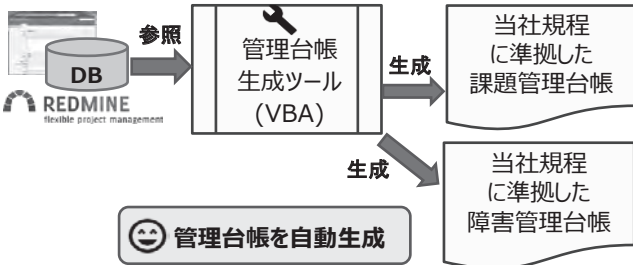 参照
DB
REDMINE
flexible project management
管理台帳
生成ツール
(VBA)
生成
当社規程
に準拠した
課題管理台帳
生成
当社規程
に準拠した
障害管理台帳
管理台帳を自動生成